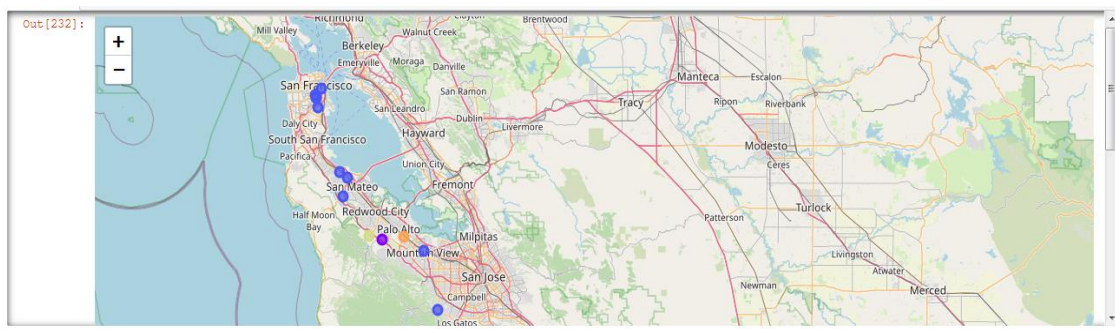 Out[232]:
+
−
Richmond
Brentwood
Mill Valley
Walnut Creek
Berkeley
Emeryville
Moraga
Danville
Manteca
Escalon
San Francisco
San Ramon
Ripon
Riverbank
San Leandro
Tracy
Daly City
Dublin
Livermore
South San Francisco
Hayward
Modesto
Pacifica
Union City
Ceres
San Mateo
Fremont
Redwood City
Turlock
Half Moon
Bay
Patterson
Palo Alto
Milpitas
Mountain View
Livingston
San Jose
Atwater
Newman
Merced
Campbell
Los Gatos